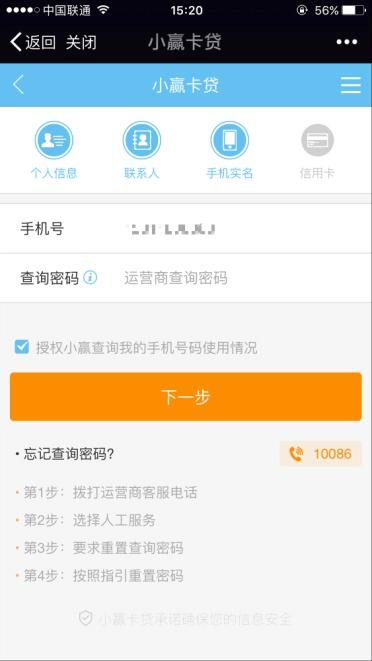 中国联通 15:20 56%
返回 关闭 小赢卡贷
小赢卡贷
个人信息 联系人 手机实名 信用卡
手机号
查询密码 运营商查询密码
授权小赢查询我的手机号码使用情况
下一步
·忘记查询密码? 10086
·第1步：拨打运营商客服电话
·第2步：选择人工服务
·第3步：要求重置查询密码
·第4步：按照指引重置密码
小赢卡贷承诺确保您的信息安全